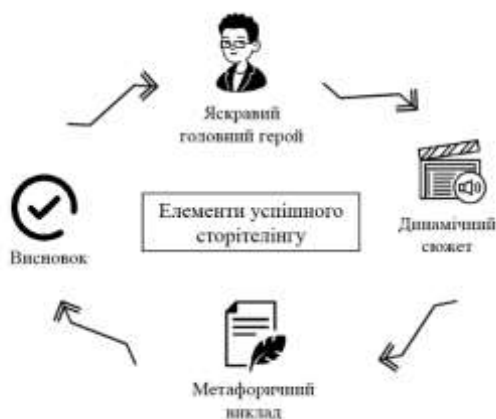 Яскравий
головний герой
Динамічний
сюжет
Метафоричний
виклад
Висновок
Елементи успішного
сторітелінгу